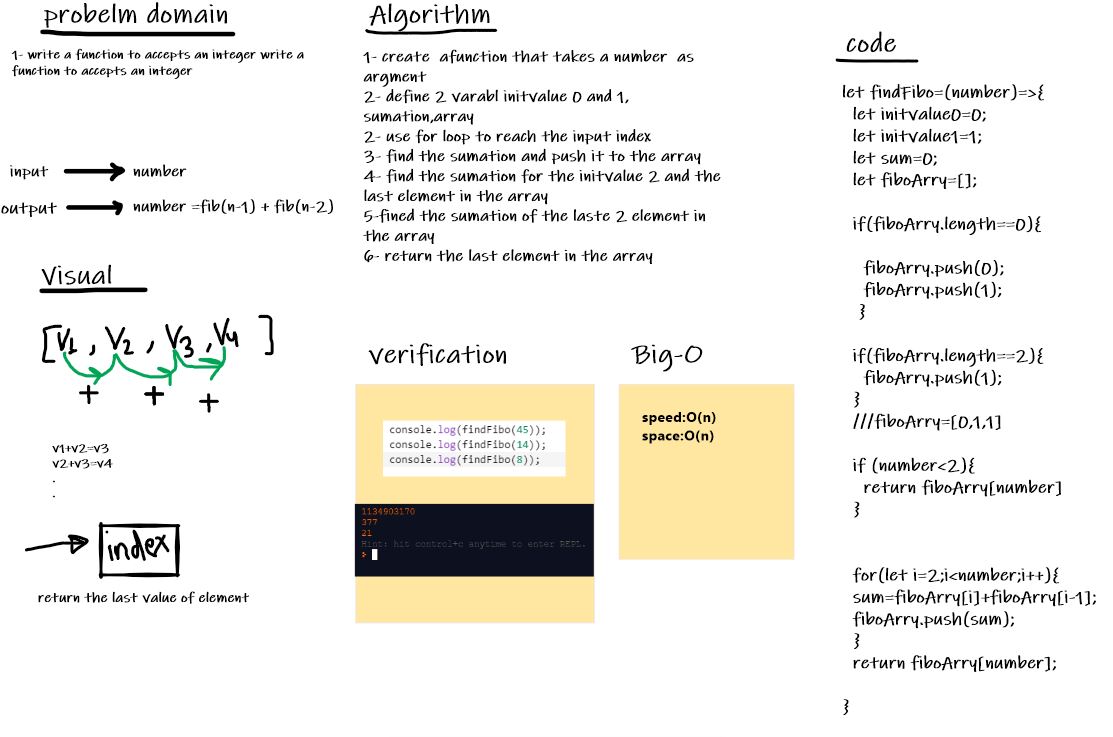 probelm domain
1- write a function to accepts an integer write a
function to accepts an integer
input number
output number =fib(n-1) + fib(n-2)
Visual
[V1 , V2 , V3 , V4 ]
+ + +
v1+v2=v3
v2+v3=v4
.
.
index
return the last value of element
Algorithm
1- create afunction that takes a number as
argment
2- define 2 varabl initvalue 0 and 1,
sumation,array
2- use for loop to reach the input index
3- find the sumation and push it to the array
4- find the sumation for the initvalue 2 and the
last element in the array
5-fined the sumation of the laste 2 element in
the array
6- return the last element in the array
verification
console.log(findFibo(45));
console.log(findFibo(14));
console.log(findFibo(8));
1134903170
377
21
Hint: hit control+c anytime to enter REPL.
>
Big-O
speed:O(n)
space:O(n)
code
let findFibo=(number)=>{
let initvalue0=0;
let initvalue1=1;
let sum=0;
let fiboArry=[];
if(fiboArry.length==0){
fiboArry.push(0);
fiboArry.push(1);
}
if(fiboArry.length==2){
fiboArry.push(1);
}
///fiboArry=[0,1,1]
if (number<2){
return fiboArry[number]
}
for(let i=2;i<number;i++){
sum=fiboArry[i]+fiboArry[i-1];
fiboArry.push(sum);
}
return fiboArry[number];
}